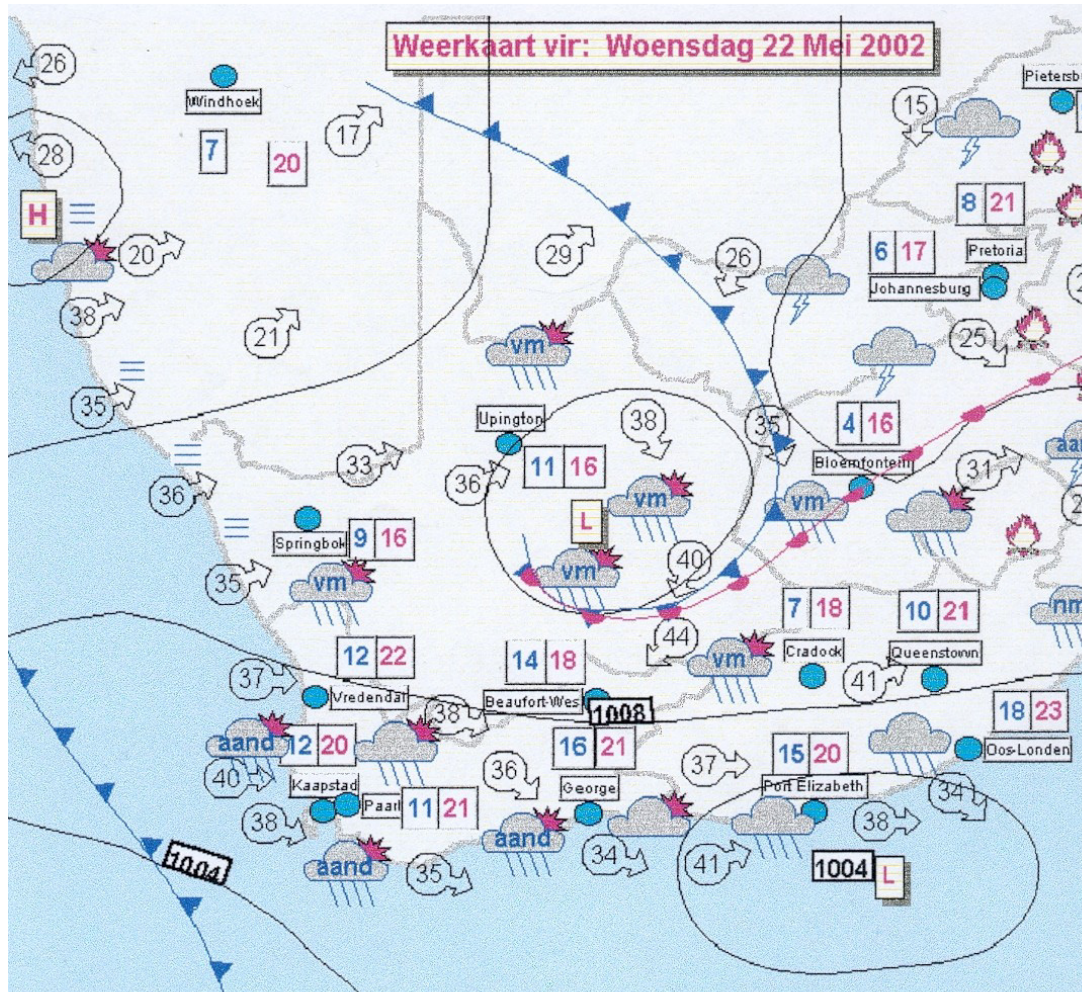 Weerkaart vir: Woensdag 22 Mei 2002
26
Windhoek
28
7 20
17
15
H
20
29
26
8 21
6 17
Pretoria
Johannesburg
38
21
vm
25
35
Upington
38
35
4 16
33
36
11 16
Bloemfontein
31
36
vm
vm
L
Springbok 9 16
vm
vm
40
35
7 18
10 21
12 22
14 18
44
vm
Cradock
Queenstown
37
Vredendal
38
Beaufort-Wes
1008
41
18 23
aand
12 20
16 21
37
15 20
Oos-Londen
40
Kaapstad
36
George
Port Elizabeth
34
38
Paarl 11 21
aand
34
38
1004
aand
35
41
1004 L